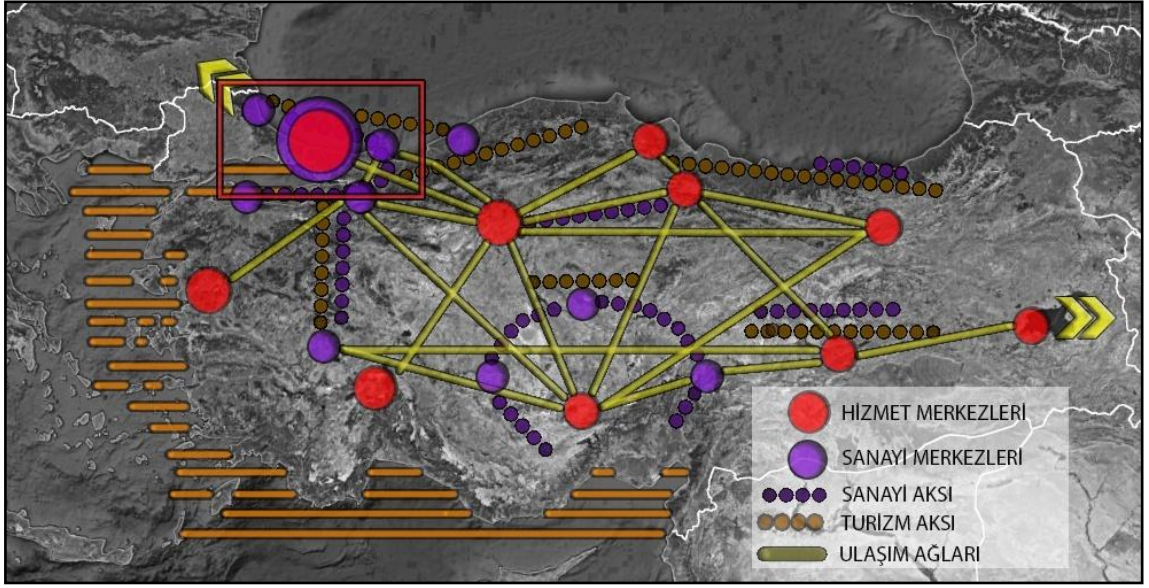 HİZMET MERKEZLERİ
SANAYİ MERKEZLERİ
SANAYİ AKSI
TURİZM AKSI
ULAŞIM AĞLARI